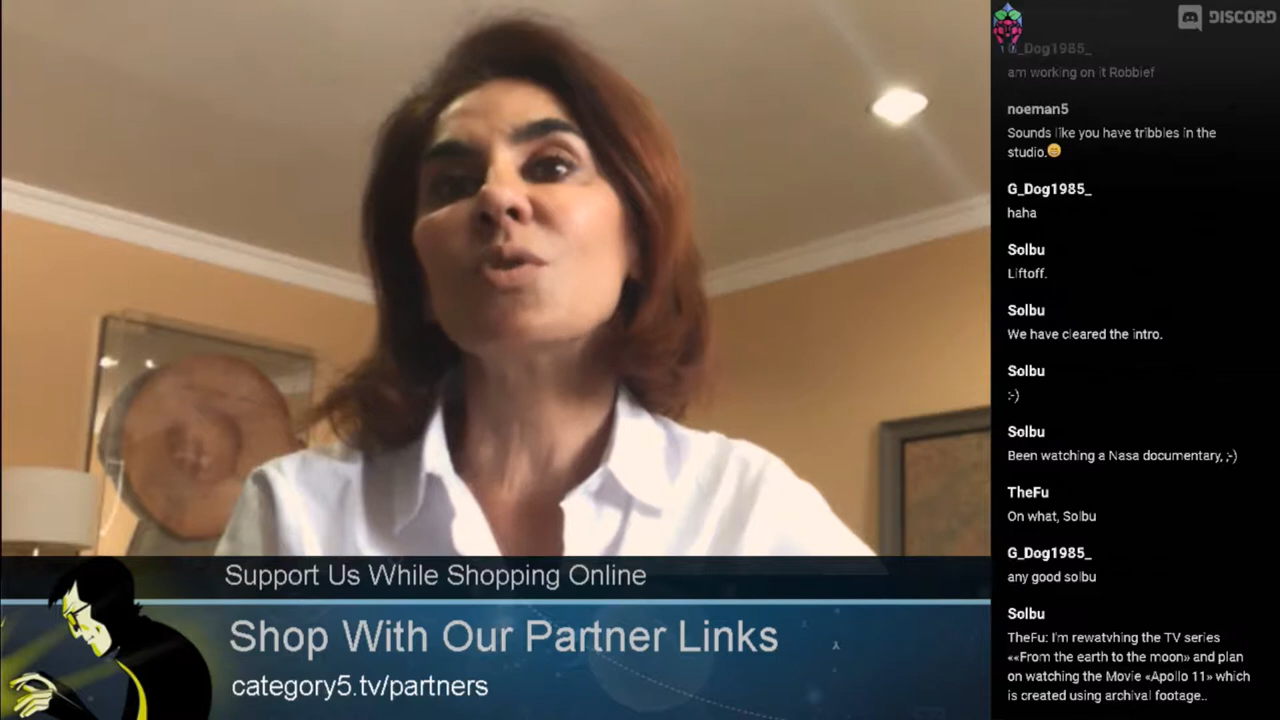 DISCORD
G_Dog1985_
am working on it Robbief
noeman5
Sounds like you have tribbles in the
studio.😊
G_Dog1985_
haha
Solbu
Liftoff.
Solbu
We have cleared the intro.
Solbu
:-)
Solbu
Been watching a Nasa documentary, ;-)
TheFu
On what, Solbu
G_Dog1985_
any good solbu
Solbu
TheFu: I'm rewatvhing the TV series
««From the earth to the moon» and plan
on watching the Movie «Apollo 11» which
is created using archival footage..
Support Us While Shopping Online
Shop With Our Partner Links
category5.tv/partners